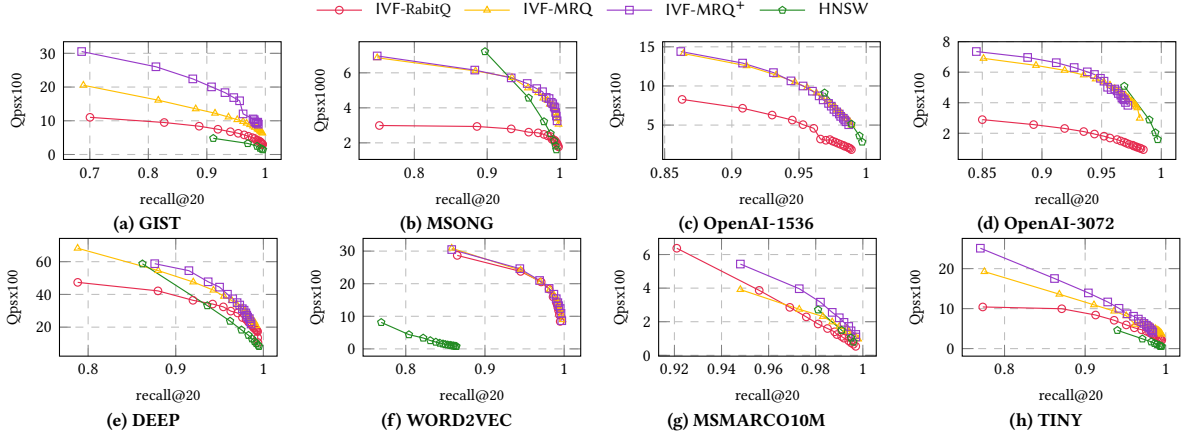 IVF-RabitQ IVF-MRQ IVF-MRQ+ HNSW
Qpsx100
30
20
10
0
0.7 0.8 0.9 1
recall@20
(a) GIST
Qpsx1000
6
4
2
0.8 0.9 1
recall@20
(b) MSONG
Qpsx100
15
10
5
0.85 0.9 0.95 1
recall@20
(c) OpenAI-1536
Qpsx100
8
6
4
2
0.85 0.9 0.95 1
recall@20
(d) OpenAI-3072
Qpsx100
60
40
20
0.8 0.9 1
recall@20
(e) DEEP
Qpsx100
30
20
10
0
0.8 0.9 1
recall@20
(f) WORD2VEC
Qpsx100
6
4
2
0
0.92 0.94 0.96 0.98 1
recall@20
(g) MSMARCO10M
Qpsx100
20
10
0
0.8 0.9 1
recall@20
(h) TINY